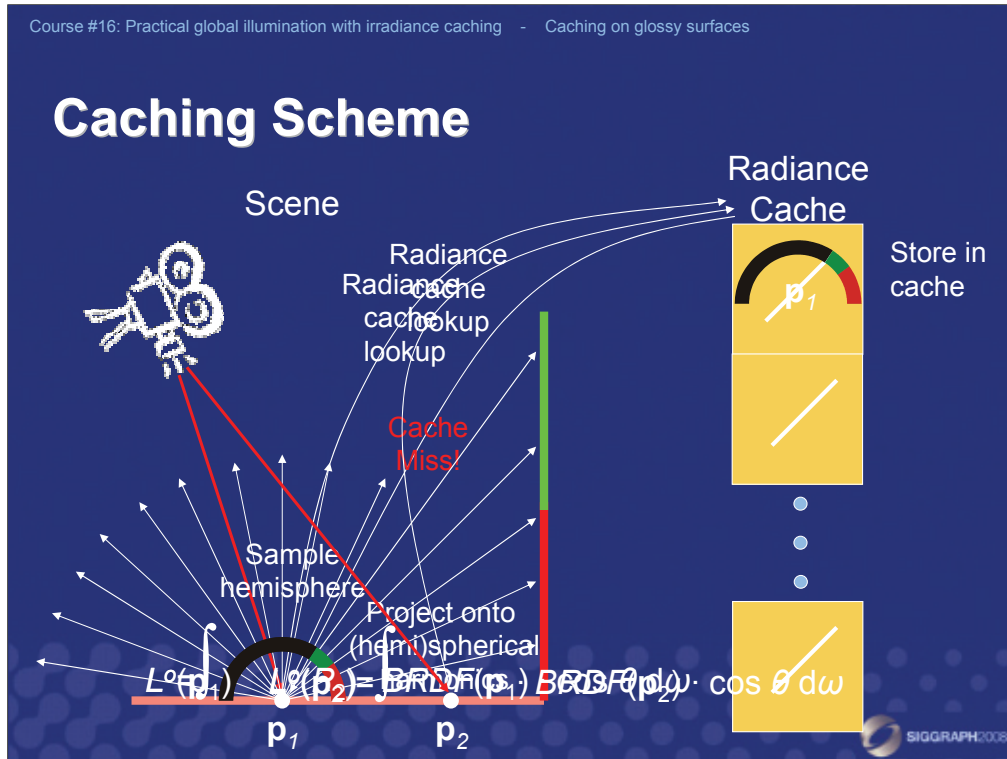 Course #16: Practical global illumination with irradiance caching - Caching on glossy surfaces
Caching Scheme
Scene
Radiance
Cache
Radiance
cache
lookup
Radiance
cache
lookup
Store in
cache
p1
Cache
Miss!
Sample
hemisphere
Project onto
(hemi)spherical
p1
p2
SIGGRAPH2008